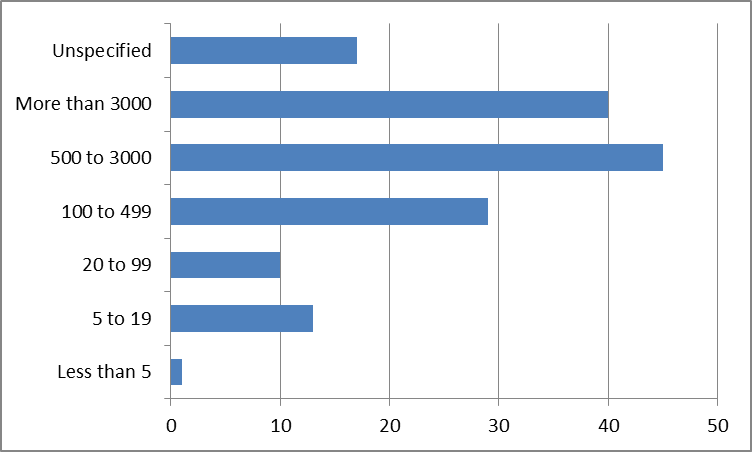 Unspecified
More than 3000
500 to 3000
100 to 499
20 to 99
5 to 19
Less than 5
0 10 20 30 40 50